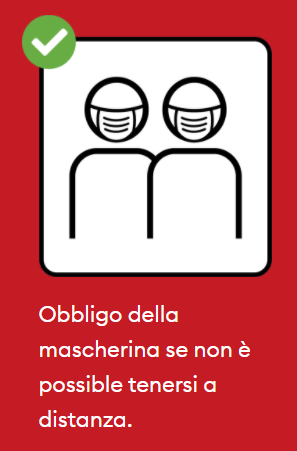 Obbligo della
mascherina se non è
possible tenersi a
distanza.